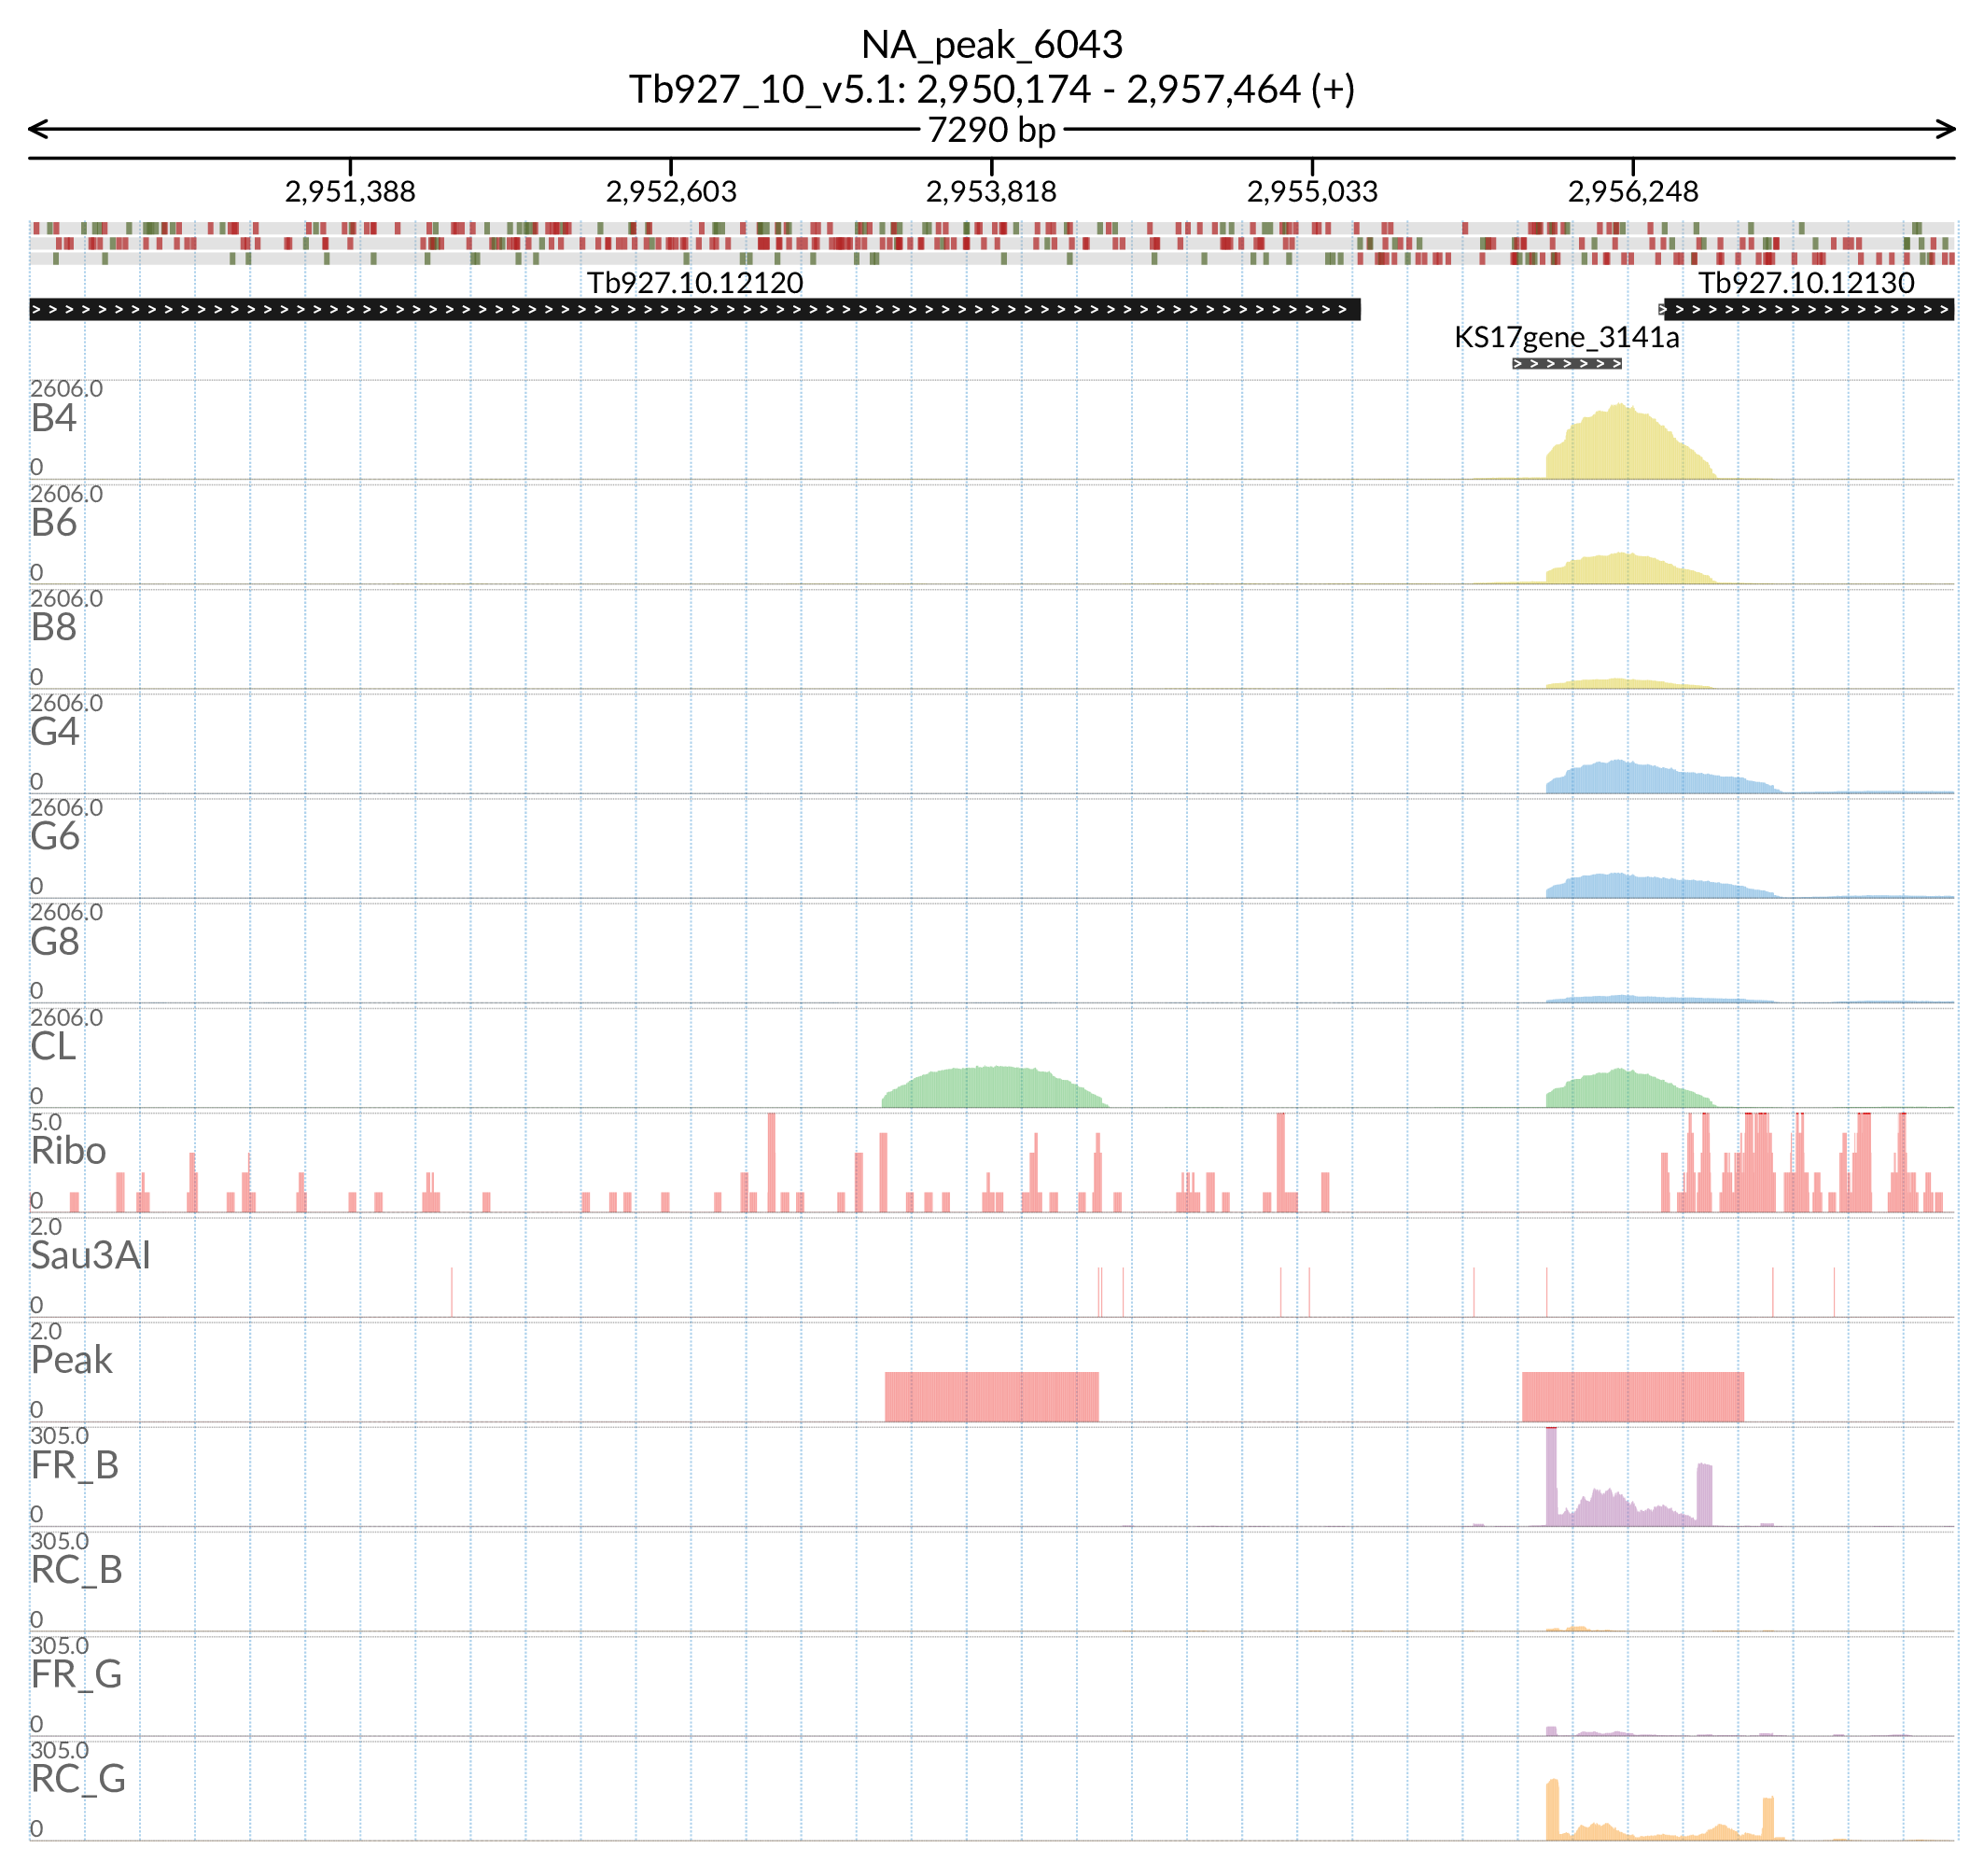 NA_peak_6043
Tb927_10_v5.1: 2,950,174 - 2,957,464 (+)
7290 bp
2,951,388 2,952,603 2,953,818 2,955,033 2,956,248
Tb927.10.12120 Tb927.10.12130
KS17gene_3141a
2606.0
B4
0
2606.0
B6
0
2606.0
B8
0
2606.0
G4
0
2606.0
G6
0
2606.0
G8
0
2606.0
CL
0
5.0
Ribo
0
2.0
Sau3AI
0
2.0
Peak
0
305.0
FR_B
0
305.0
RC_B
0
305.0
FR_G
0
305.0
RC_G
0